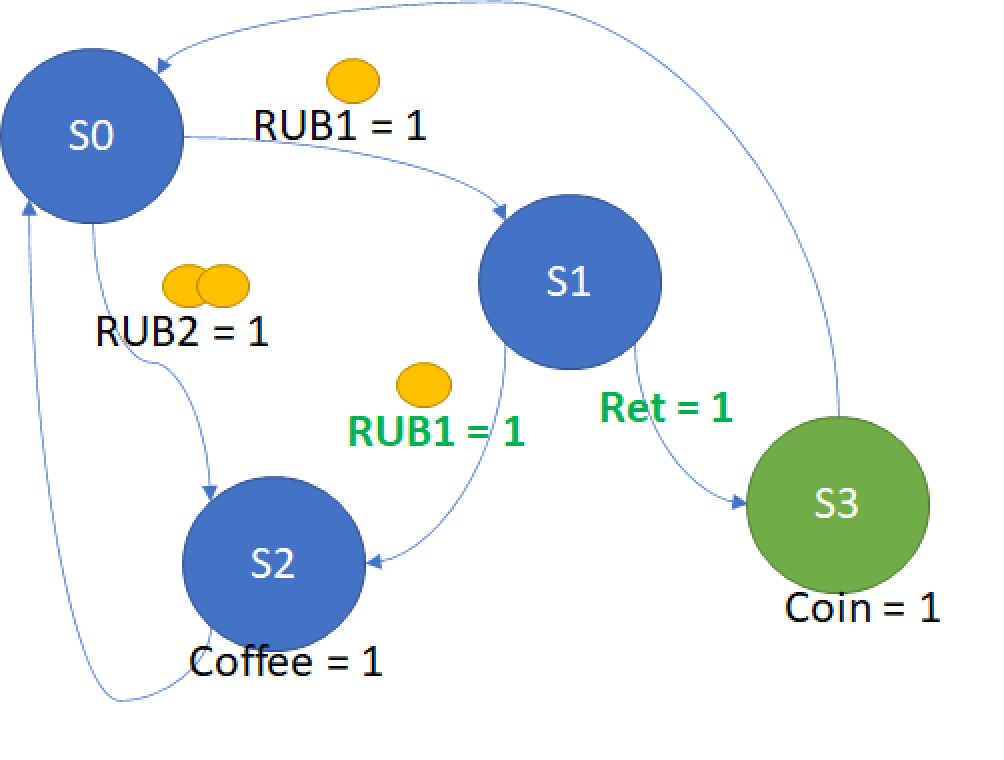 S0
RUB1 = 1
S1
RUB2 = 1
RUB1 = 1
Ret = 1
S2
S3
Coffee = 1
Coin = 1